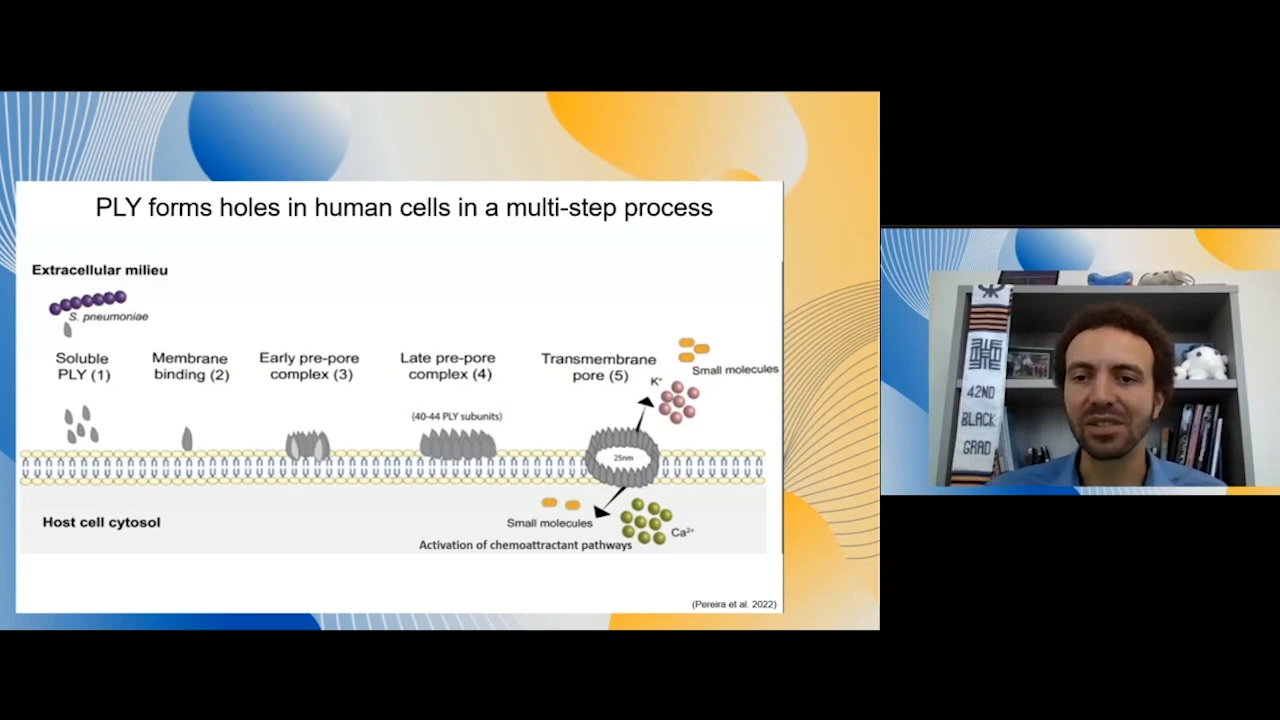 PLY forms holes in human cells in a multi-step process
Extracellular milieu
S. pneumoniae
Soluble
PLY (1)
Membrane
binding (2)
Early pre-pore
complex (3)
Late pre-pore
complex (4)
(40-44 PLY subunits)
Transmembrane
pore (5)
Small molecules
K⁺
25nm
Host cell cytosol
Small molecules
Ca²⁺
Activation of chemoattractant pathways
(Pereira et al. 2022)
42ND
BLACK
GRAD